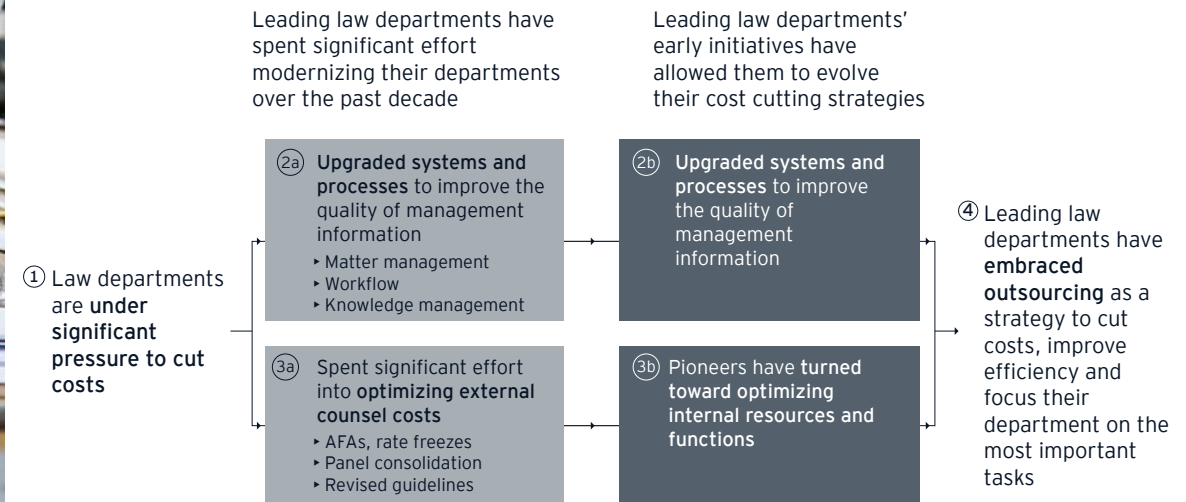 Leading law departments have
spent significant effort
modernizing their departments
over the past decade
Leading law departments’
early initiatives have
allowed them to evolve
their cost cutting strategies
① Law departments
are under
significant
pressure to cut
costs
2a Upgraded systems and
processes to improve the
quality of management
information
‣ Matter management
‣ Workflow
‣ Knowledge management
3a Spent significant effort
into optimizing external
counsel costs
‣ AFAs, rate freezes
‣ Panel consolidation
‣ Revised guidelines
2b Upgraded systems and
processes to improve
the quality of
management
information
3b Pioneers have turned
toward optimizing
internal resources and
functions
④ Leading law
departments have
embraced
outsourcing as a
strategy to cut
costs, improve
efficiency and
focus their
department on the
most important
tasks